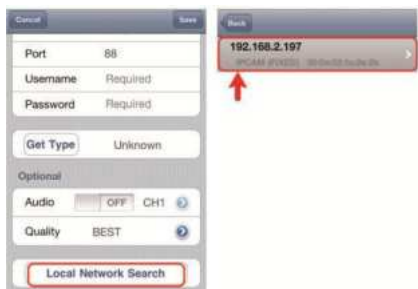 Cancel
Save
Port 88
Username Required
Password Required
Get Type Unknown
Optional
Audio OFF CH1
Quality BEST
Local Network Search
Back
192.168.2.197
IPCAM (FIXED)